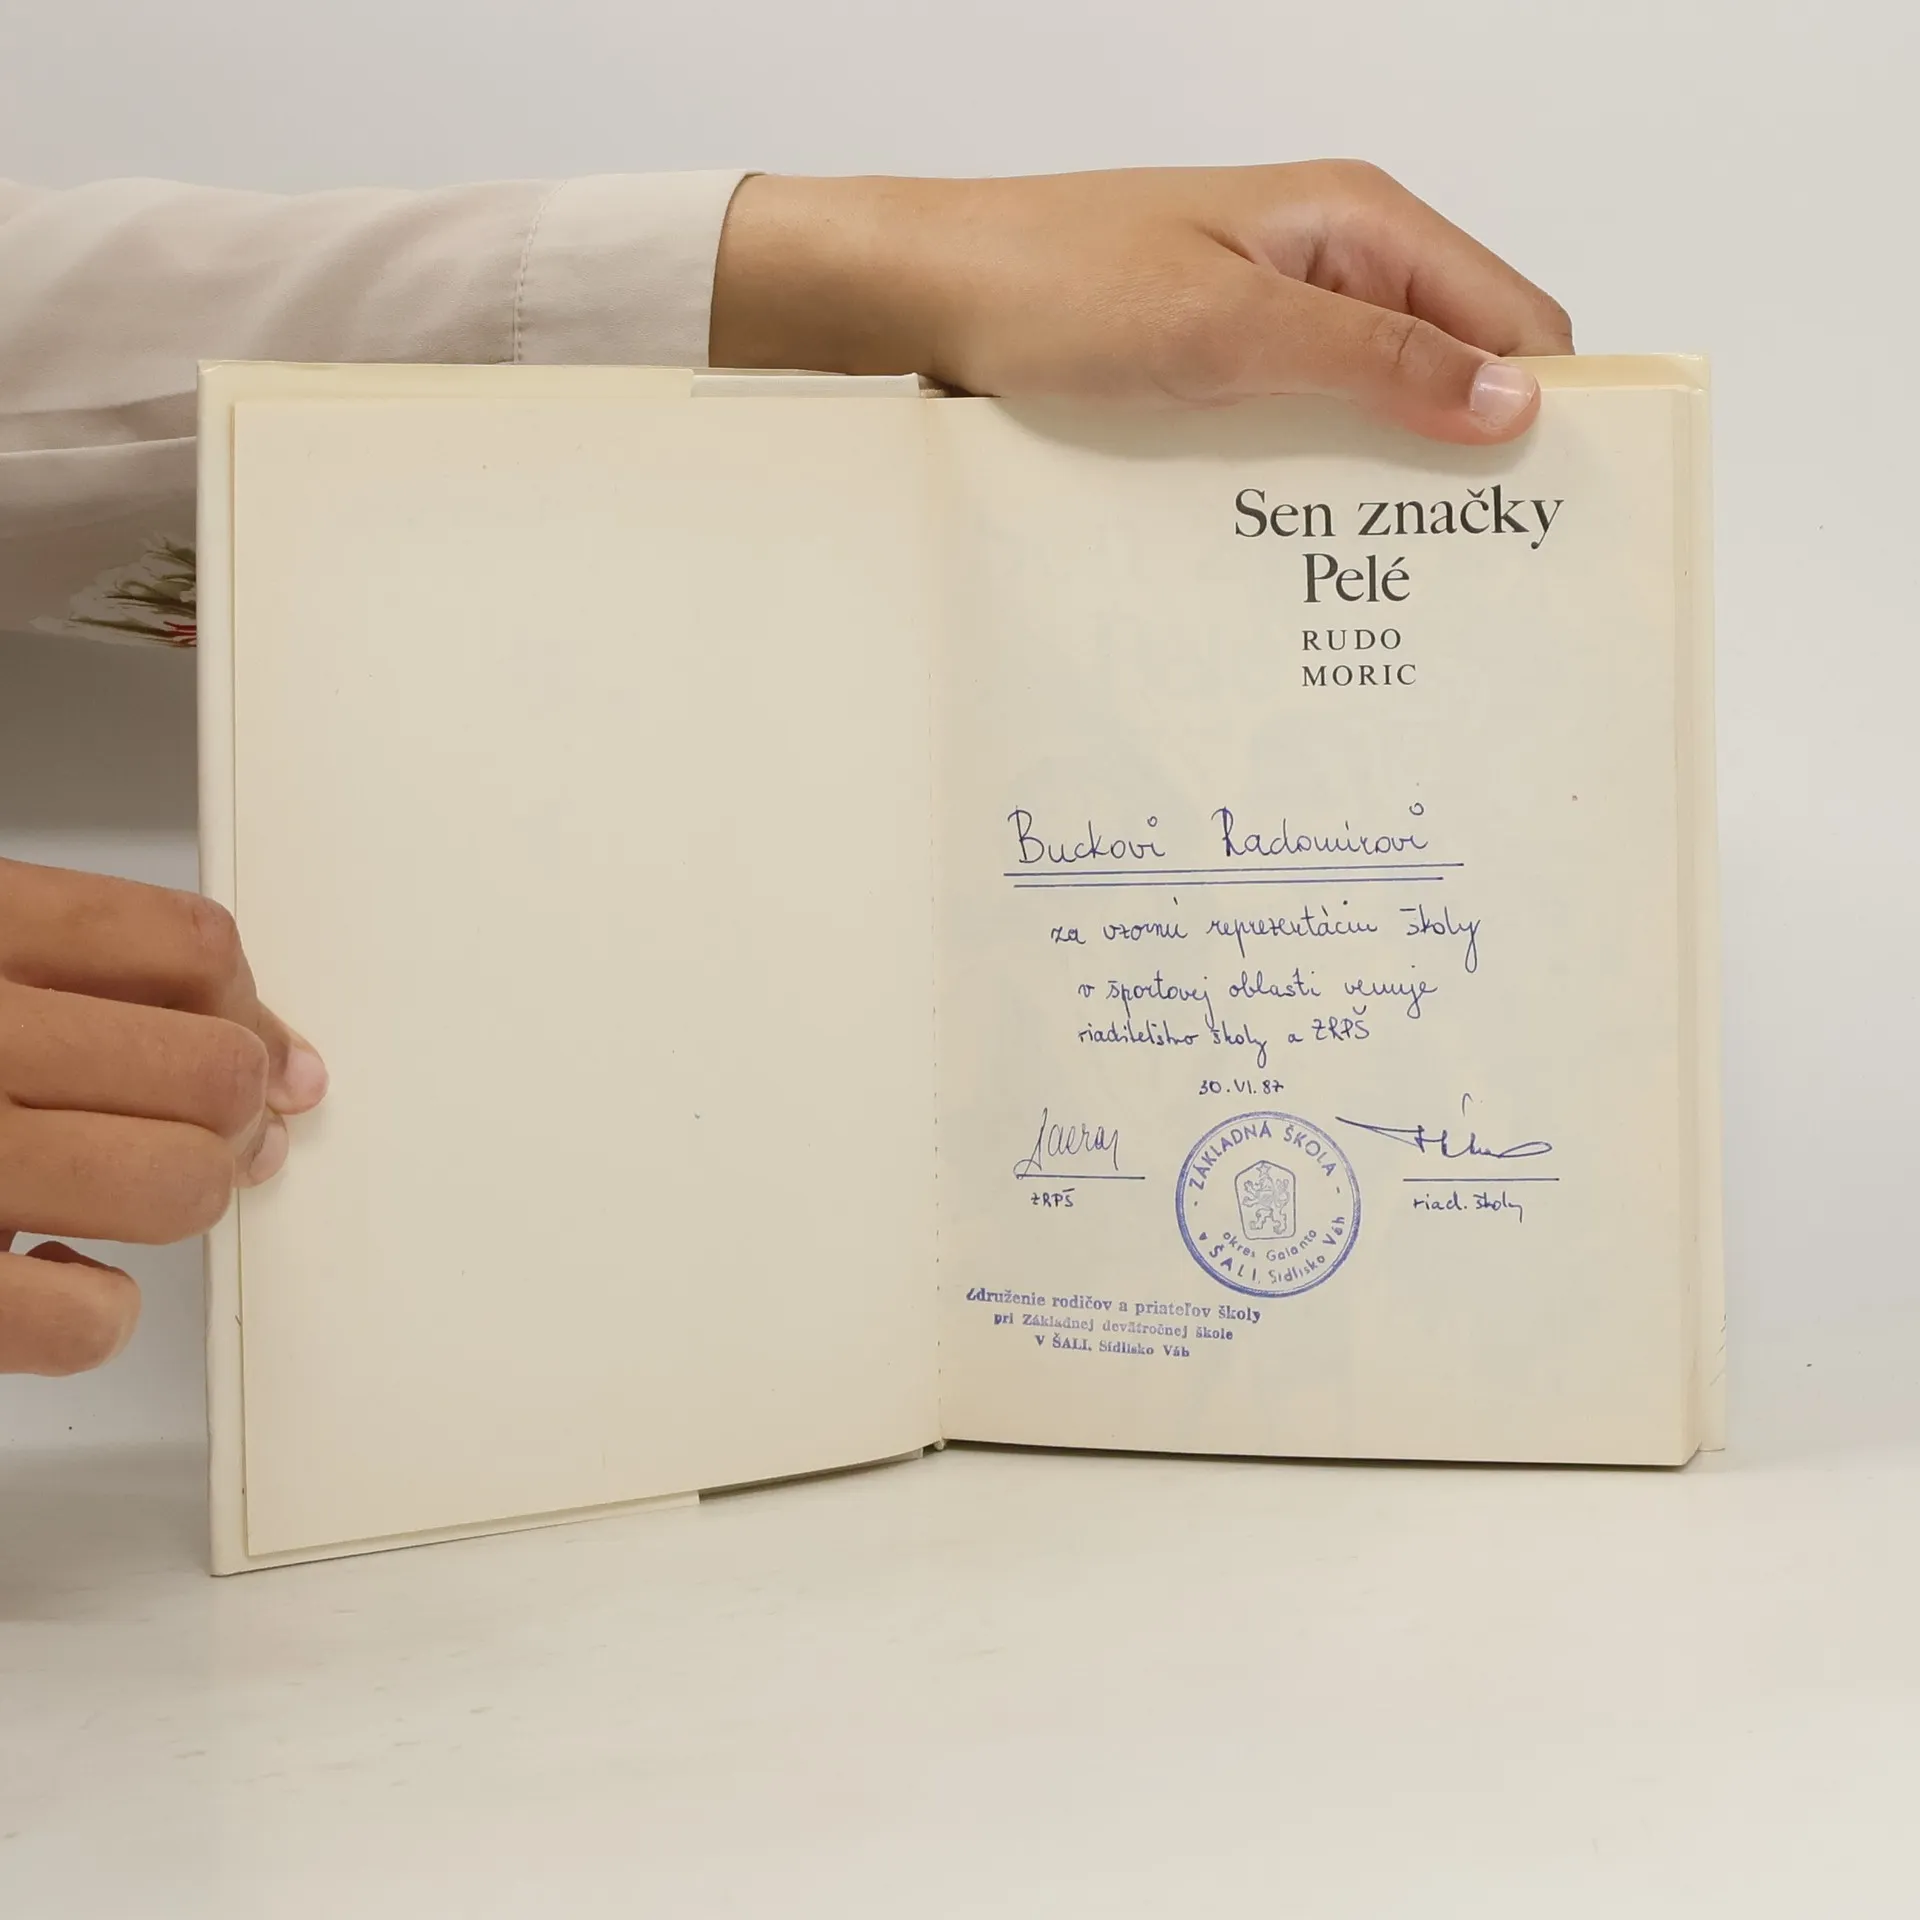 Sen značky
Pelé
RUDO
MORIC
Buckovi Radomírovi
za vzornú reprezentáciu školy
v športovej oblasti venuje
riaditeľstvo školy a ZRPŠ
30.VI.87
ZRPŠ
riad. školy
· ZÁKLADNÁ ŠKOLA ·
v ŠALI, Sídlisko Váh
okres Galanta
Združenie rodičov a priateľov školy
pri Základnej deväťročnej škole
V ŠALI, Sídlisko Váh